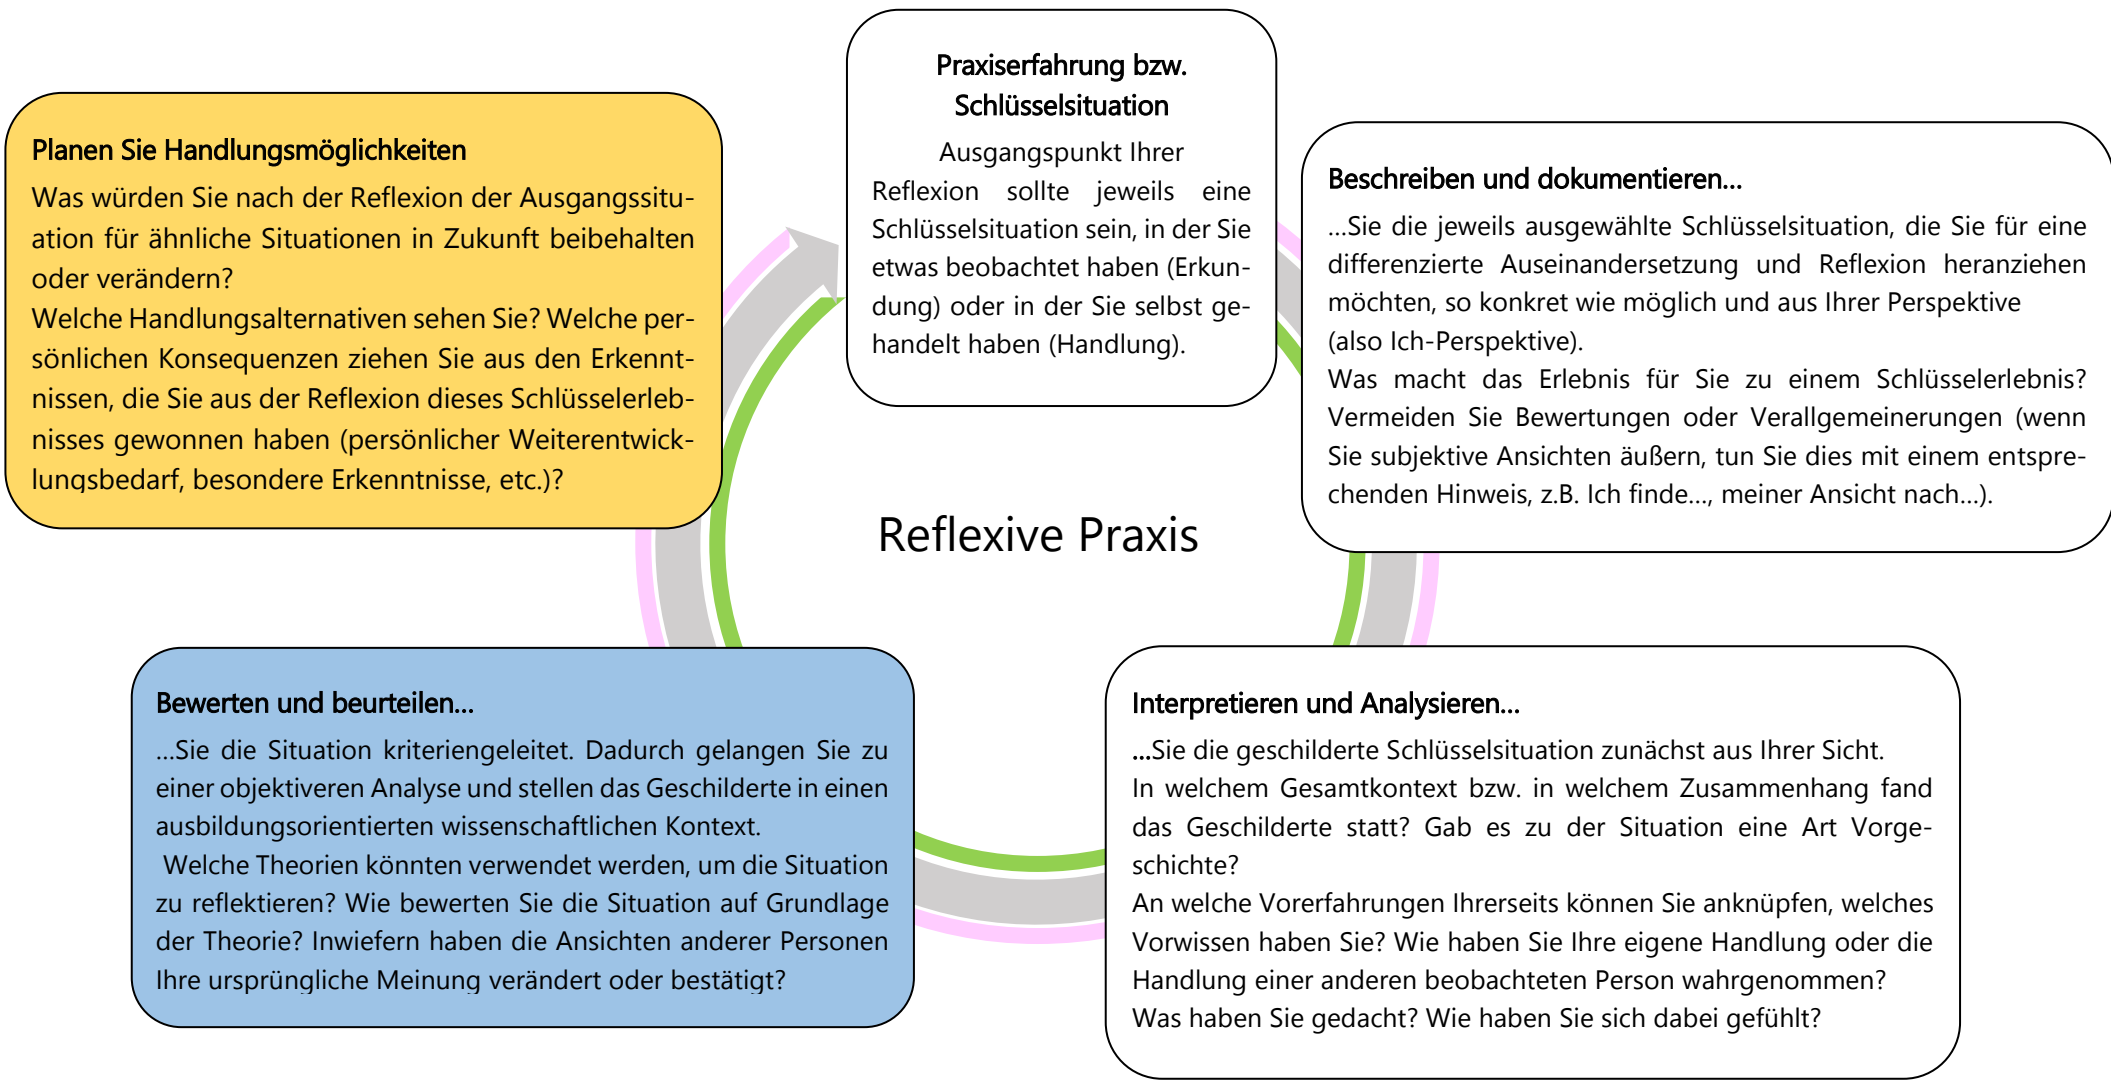 Praxiserfahrung bzw.
Schlüsselsituation
Ausgangspunkt Ihrer
Reflexion sollte jeweils eine
Schlüsselsituation sein, in der Sie
etwas beobachtet haben (Erkun-
dung) oder in der Sie selbst ge-
handelt haben (Handlung).
Beschreiben und dokumentieren...
...Sie die jeweils ausgewählte Schlüsselsituation, die Sie für eine
differenzierte Auseinandersetzung und Reflexion heranziehen
möchten, so konkret wie möglich und aus Ihrer Perspektive
(also Ich-Perspektive).
Was macht das Erlebnis für Sie zu einem Schlüsselerlebnis?
Vermeiden Sie Bewertungen oder Verallgemeinerungen (wenn
Sie subjektive Ansichten äußern, tun Sie dies mit einem entspre-
chenden Hinweis, z.B. Ich finde..., meiner Ansicht nach...).
Interpretieren und Analysieren...
...Sie die geschilderte Schlüsselsituation zunächst aus Ihrer Sicht.
In welchem Gesamtkontext bzw. in welchem Zusammenhang fand
das Geschilderte statt? Gab es zu der Situation eine Art Vorge-
schichte?
An welche Vorerfahrungen Ihrerseits können Sie anknüpfen, welches
Vorwissen haben Sie? Wie haben Sie Ihre eigene Handlung oder die
Handlung einer anderen beobachteten Person wahrgenommen?
Was haben Sie gedacht? Wie haben Sie sich dabei gefühlt?
Bewerten und beurteilen...
...Sie die Situation kriteriengeleitet. Dadurch gelangen Sie zu
einer objektiveren Analyse und stellen das Geschilderte in einen
ausbildungsorientierten wissenschaftlichen Kontext.
Welche Theorien könnten verwendet werden, um die Situation
zu reflektieren? Wie bewerten Sie die Situation auf Grundlage
der Theorie? Inwiefern haben die Ansichten anderer Personen
Ihre ursprüngliche Meinung verändert oder bestätigt?
Planen Sie Handlungsmöglichkeiten
Was würden Sie nach der Reflexion der Ausgangssitu-
ation für ähnliche Situationen in Zukunft beibehalten
oder verändern?
Welche Handlungsalternativen sehen Sie? Welche per-
sönlichen Konsequenzen ziehen Sie aus den Erkennt-
nissen, die Sie aus der Reflexion dieses Schlüsselerleb-
nisses gewonnen haben (persönlicher Weiterentwick-
lungsbedarf, besondere Erkenntnisse, etc.)?
Reflexive Praxis